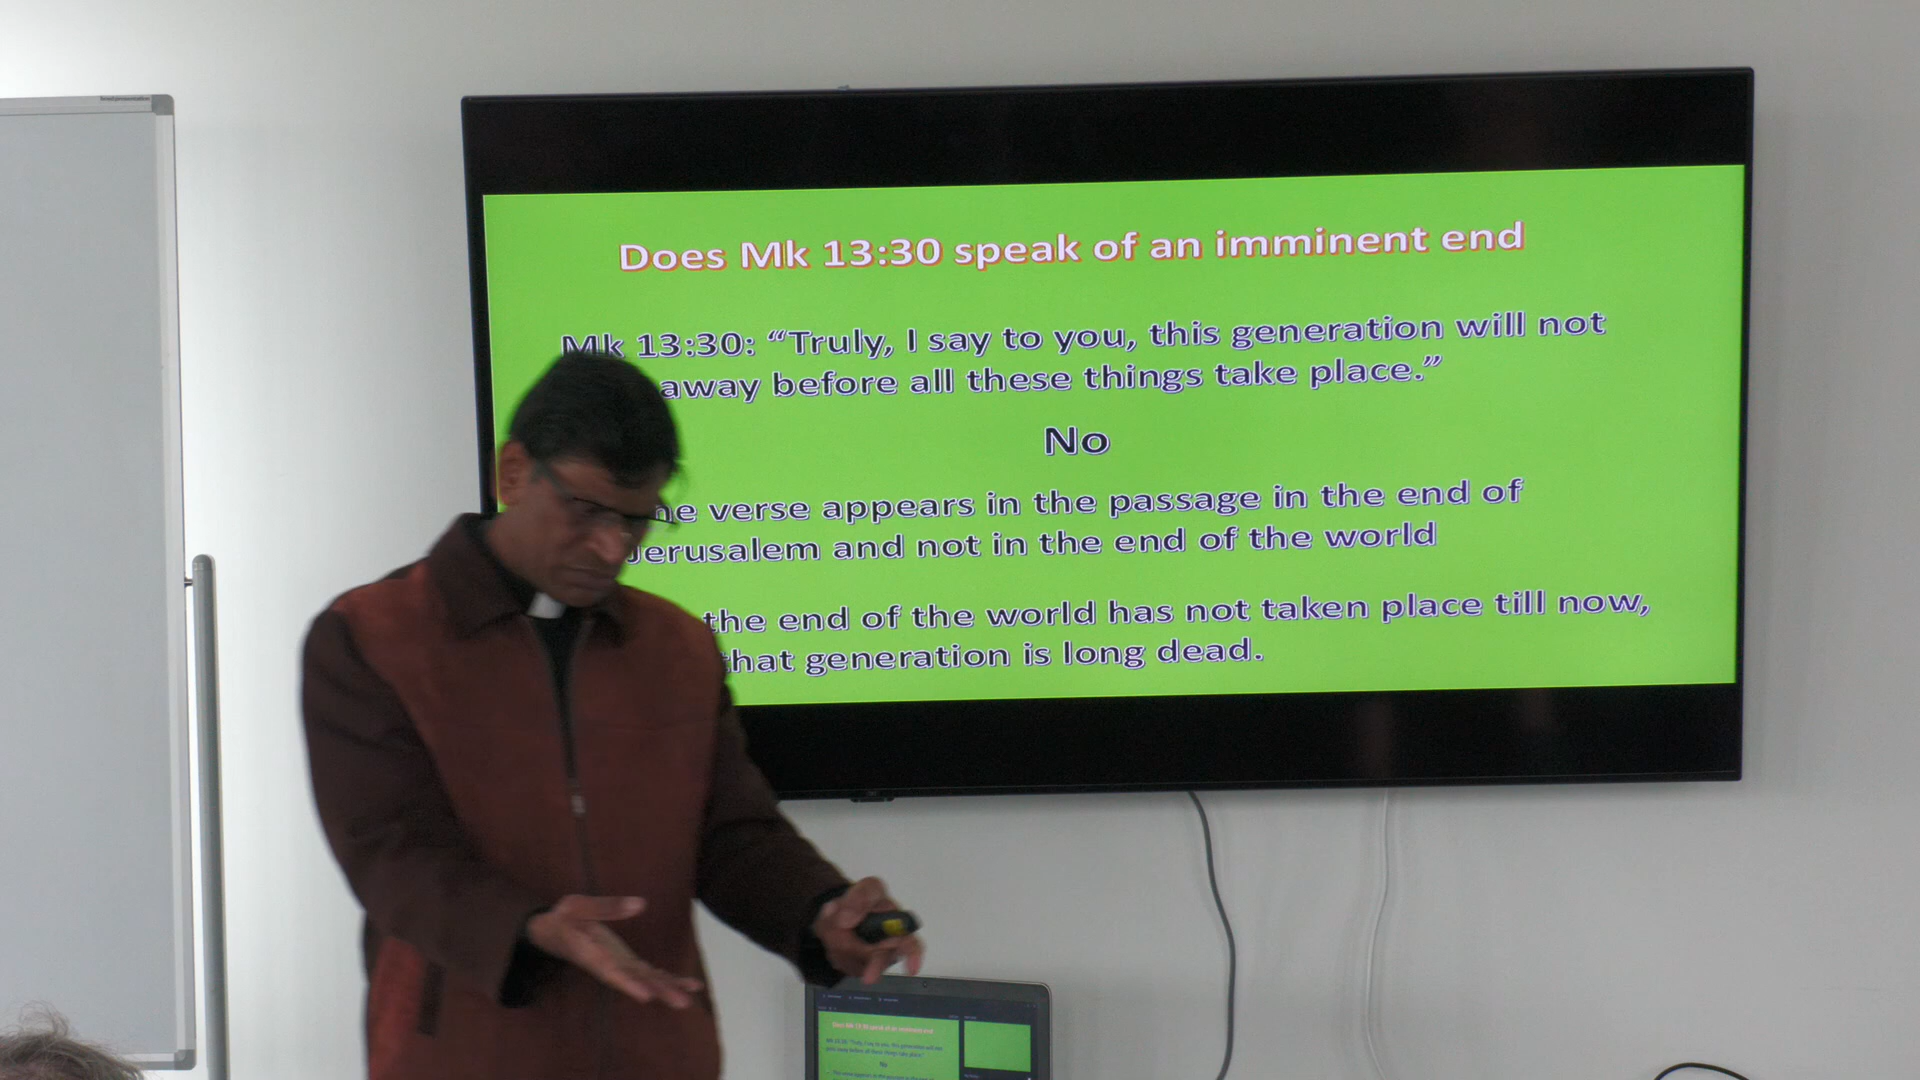 Does Mk 13:30 speak of an imminent end
Mk 13:30: “Truly, I say to you, this generation will not
away before all these things take place.”
No
verse appears in the passage in the end of
Jerusalem and not in the end of the world
the end of the world has not taken place till now,
that generation is long dead.